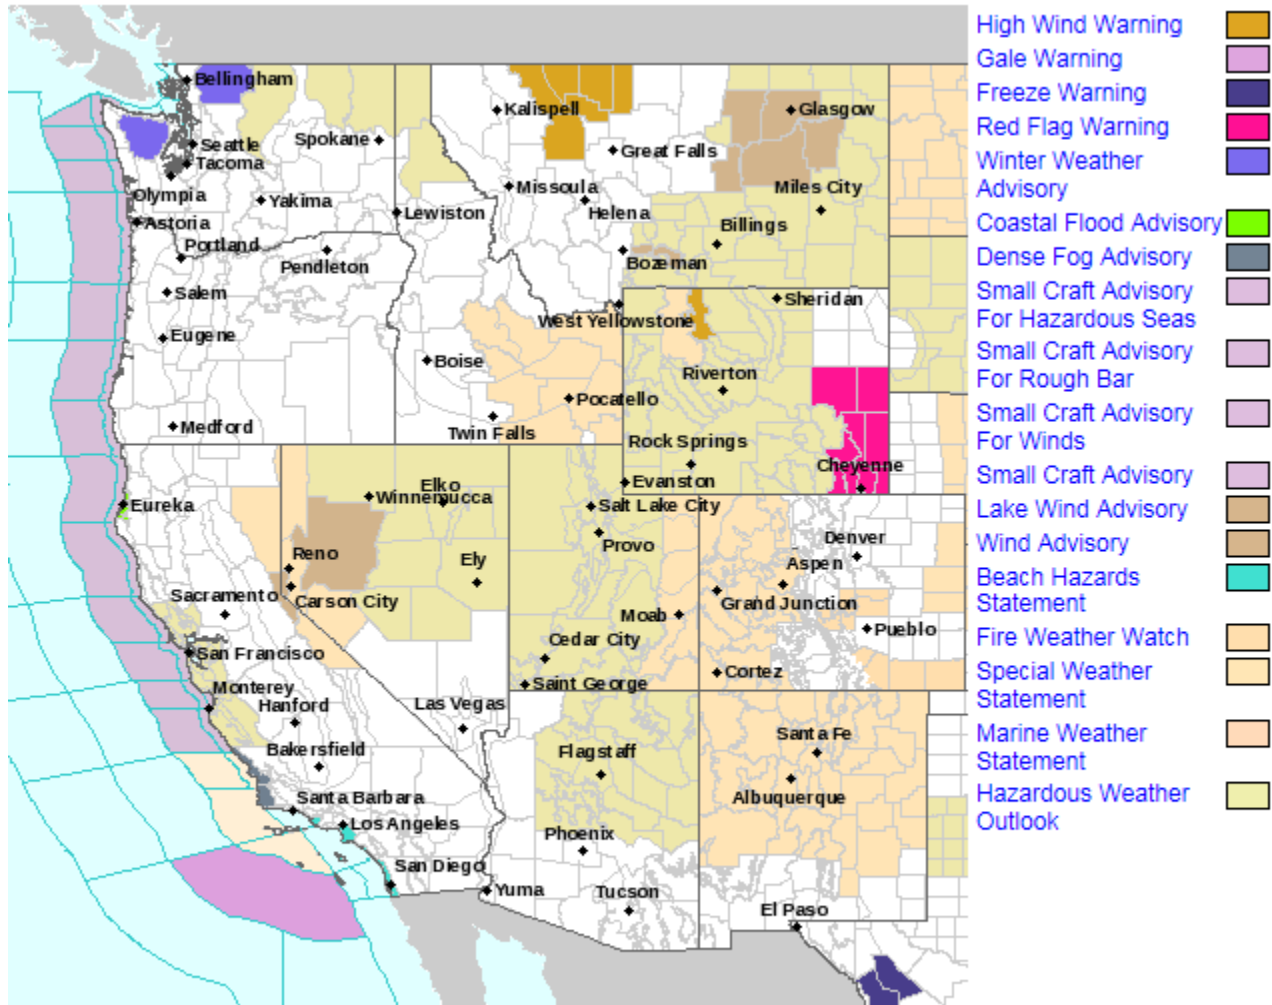 High Wind Warning
Gale Warning
Freeze Warning
Red Flag Warning
Winter Weather
Advisory
Coastal Flood Advisory
Dense Fog Advisory
Small Craft Advisory
For Hazardous Seas
Small Craft Advisory
For Rough Bar
Small Craft Advisory
For Winds
Small Craft Advisory
Lake Wind Advisory
Wind Advisory
Beach Hazards
Statement
Fire Weather Watch
Special Weather
Statement
Marine Weather
Statement
Hazardous Weather
Outlook
Bellingham
Kalispell
Glasgow
Seattle
Spokane
Great Falls
Tacoma
Olympia
Missoula
Miles City
Yakima
Lewiston
Helena
Astoria
Billings
Portland
Pendleton
Bozeman
Salem
Sheridan
West Yellowstone
Eugene
Boise
Riverton
Pocatello
Medford
Twin Falls
Rock Springs
Cheyenne
Elko
Evanston
Winnemucca
Eureka
Salt Lake City
Provo
Denver
Reno
Ely
Aspen
Sacramento
Carson City
Grand Junction
Moab
Pueblo
Cedar City
San Francisco
Cortez
Saint George
Monterey
Hanford
Las Vegas
Santa Fe
Bakersfield
Flagstaff
Santa Barbara
Albuquerque
Los Angeles
Phoenix
San Diego
Yuma
Tucson
El Paso